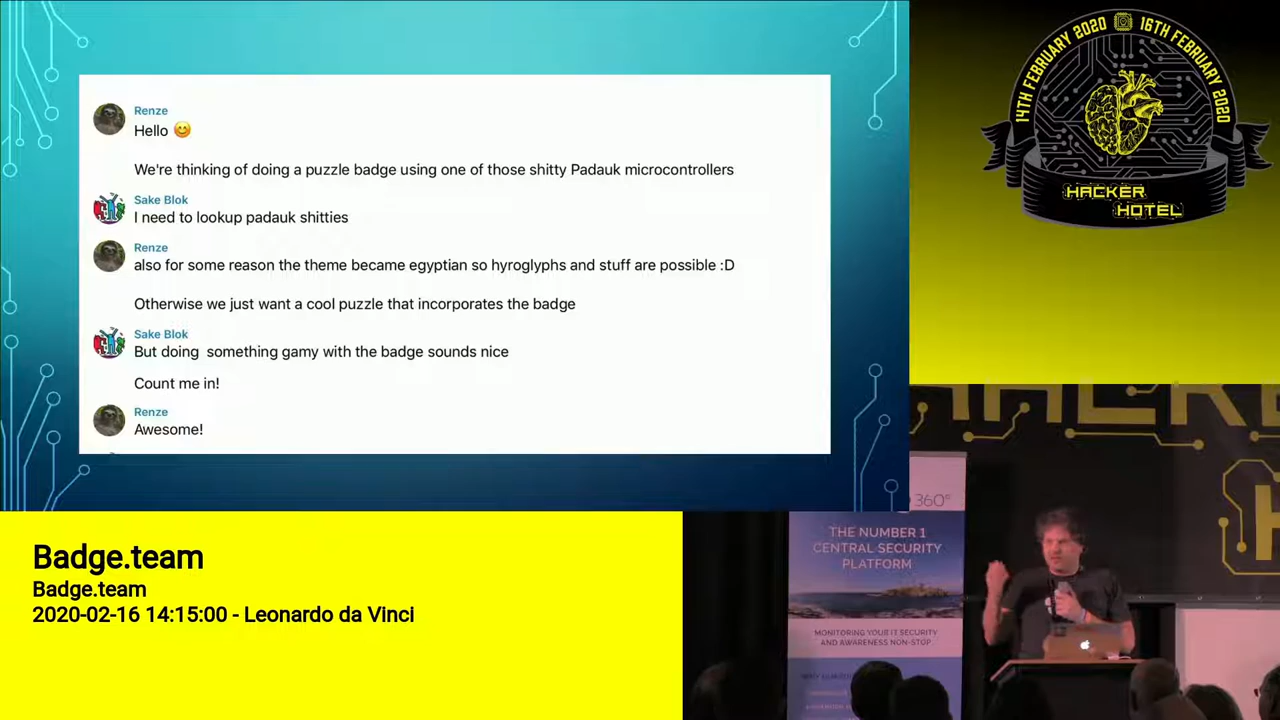 Renze
Hello 😊
We're thinking of doing a puzzle badge using one of those shitty Padauk microcontrollers
Sake Blok
I need to lookup padauk shitties
Renze
also for some reason the theme became egyptian so hyroglyphs and stuff are possible :D
Otherwise we just want a cool puzzle that incorporates the badge
Sake Blok
But doing  something gamy with the badge sounds nice
Count me in!
Renze
Awesome!
14TH FEBRUARY 2020 16TH FEBRUARY 2020
HACKER
HOTEL
360°
THE NUMBER 1
CENTRAL SECURITY
PLATFORM
MONITORING YOUR IT SECURITY
AND AWARENESS NON-STOP.
Badge.team
Badge.team
2020-02-16 14:15:00 - Leonardo da Vinci